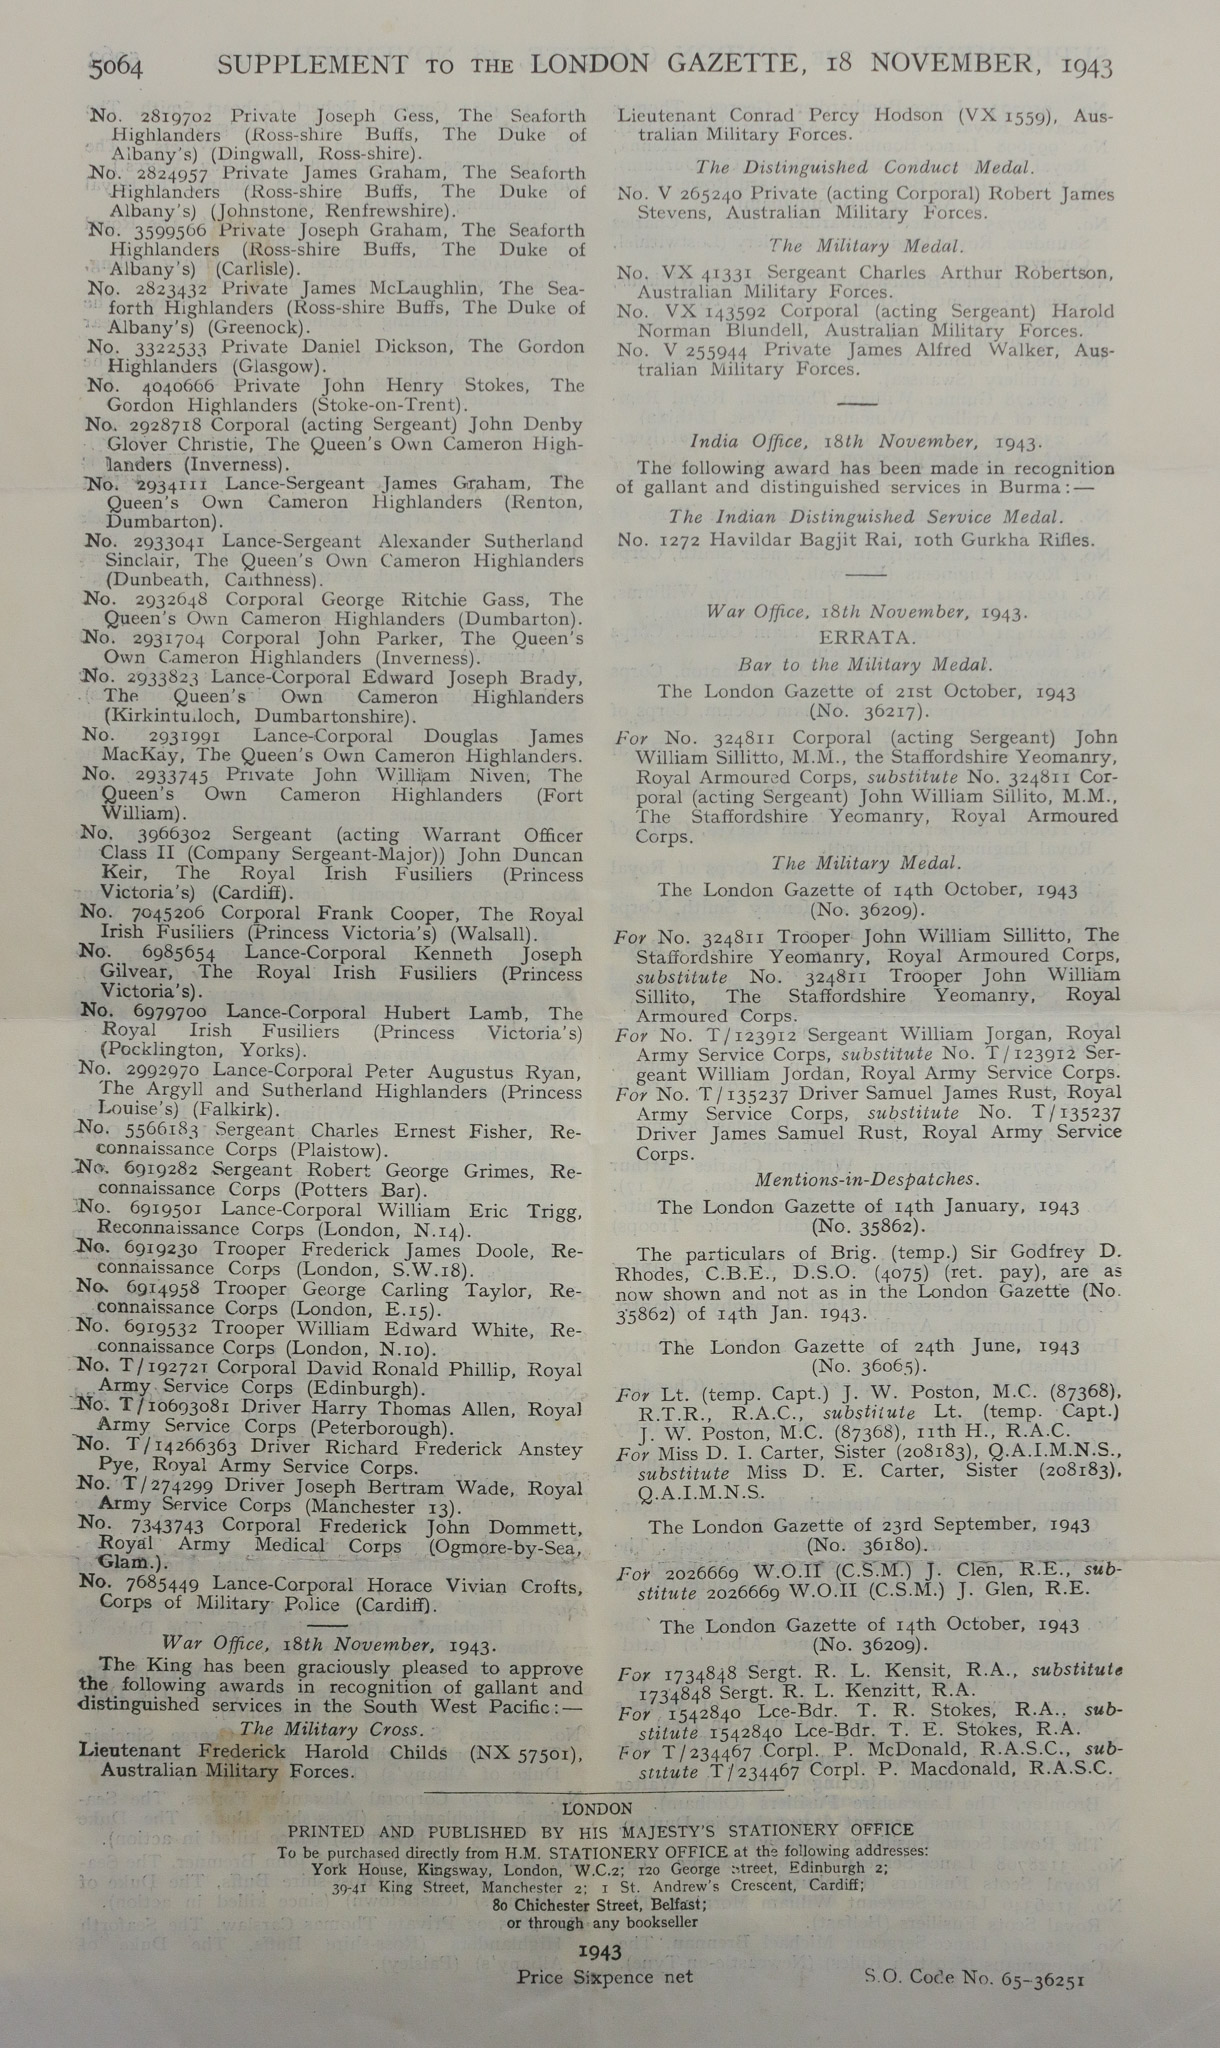 5064 SUPPLEMENT TO THE LONDON GAZETTE, 18 NOVEMBER, 1943
No. 2819702 Private Joseph Gess, The Seaforth
Highlanders (Ross-shire Buffs, The Duke of
Albany's) (Dingwall, Ross-shire).
No. 2824957 Private James Graham, The Seaforth
Highlanders (Ross-shire Buffs, The Duke of
Albany's) (Johnstone, Renfrewshire).
No. 3599566 Private Joseph Graham, The Seaforth
Highlanders (Ross-shire Buffs, The Duke of
Albany's) (Carlisle).
No. 2823432 Private James McLaughlin, The Sea-
forth Highlanders (Ross-shire Buffs, The Duke of
Albany's) (Greenock).
No. 3322533 Private Daniel Dickson, The Gordon
Highlanders (Glasgow).
No. 4040666 Private John Henry Stokes, The
Gordon Highlanders (Stoke-on-Trent).
No. 2928718 Corporal (acting Sergeant) John Denby
Glover Christie, The Queen's Own Cameron High-
landers (Inverness).
No. 2934111 Lance-Sergeant James Graham, The
Queen's Own Cameron Highlanders (Renton,
Dumbarton).
No. 2933041 Lance-Sergeant Alexander Sutherland
Sinclair, The Queen's Own Cameron Highlanders
(Dunbeath, Caithness).
No. 2932648 Corporal George Ritchie Gass, The
Queen's Own Cameron Highlanders (Dumbarton).
No. 2931704 Corporal John Parker, The Queen's
Own Cameron Highlanders (Inverness).
No. 2933823 Lance-Corporal Edward Joseph Brady,
The Queen's Own Cameron Highlanders
(Kirkintulloch, Dumbartonshire).
No. 2931991 Lance-Corporal Douglas James
MacKay, The Queen's Own Cameron Highlanders.
No. 2933745 Private John William Niven, The
Queen's Own Cameron Highlanders (Fort
William).
No. 3966302 Sergeant (acting Warrant Officer
Class II (Company Sergeant-Major)) John Duncan
Keir, The Royal Irish Fusiliers (Princess
Victoria's) (Cardiff).
No. 7045206 Corporal Frank Cooper, The Royal
Irish Fusiliers (Princess Victoria's) (Walsall).
No. 6985654 Lance-Corporal Kenneth Joseph
Gilvear, The Royal Irish Fusiliers (Princess
Victoria's).
No. 6979700 Lance-Corporal Hubert Lamb, The
Royal Irish Fusiliers (Princess Victoria's)
(Pocklington, Yorks).
No. 2992970 Lance-Corporal Peter Augustus Ryan,
The Argyll and Sutherland Highlanders (Princess
Louise's) (Falkirk).
No. 5566183 Sergeant Charles Ernest Fisher, Re-
connaissance Corps (Plaistow).
No. 6919282 Sergeant Robert George Grimes, Re-
connaissance Corps (Potters Bar).
No. 6919501 Lance-Corporal William Eric Trigg,
Reconnaissance Corps (London, N.14).
No. 6919230 Trooper Frederick James Doole, Re-
connaissance Corps (London, S.W.18).
No. 6914958 Trooper George Carling Taylor, Re-
connaissance Corps (London, E.15).
No. 6919532 Trooper William Edward White, Re-
connaissance Corps (London, N.10).
No. T/192721 Corporal David Ronald Phillip, Royal
Army Service Corps (Edinburgh).
No. T/10693081 Driver Harry Thomas Allen, Royal
Army Service Corps (Peterborough).
No. T/14266363 Driver Richard Frederick Anstey
Pye, Royal Army Service Corps.
No. T/274299 Driver Joseph Bertram Wade, Royal
Army Service Corps (Manchester 13).
No. 7343743 Corporal Frederick John Dommett,
Royal Army Medical Corps (Ogmore-by-Sea,
Glam.).
No. 7685449 Lance-Corporal Horace Vivian Crofts,
Corps of Military Police (Cardiff).
War Office, 18th November, 1943.
The King has been graciously pleased to approve
the following awards in recognition of gallant and
distinguished services in the South West Pacific:—
The Military Cross.
Lieutenant Frederick Harold Childs (NX 57501),
Australian Military Forces.
Lieutenant Conrad Percy Hodson (VX 1559), Aus-
tralian Military Forces.
The Distinguished Conduct Medal.
No. V 265240 Private (acting Corporal) Robert James
Stevens, Australian Military Forces.
The Military Medal.
No. VX 41331 Sergeant Charles Arthur Robertson,
Australian Military Forces.
No. VX 143592 Corporal (acting Sergeant) Harold
Norman Blundell, Australian Military Forces.
No. V 255944 Private James Alfred Walker, Aus-
tralian Military Forces.
India Office, 18th November, 1943.
The following award has been made in recognition
of gallant and distinguished services in Burma:—
The Indian Distinguished Service Medal.
No. 1272 Havildar Bagjit Rai, 10th Gurkha Rifles.
War Office, 18th November, 1943.
ERRATA.
Bar to the Military Medal.
The London Gazette of 21st October, 1943
(No. 36217).
For No. 324811 Corporal (acting Sergeant) John
William Sillitto, M.M., the Staffordshire Yeomanry,
Royal Armoured Corps, substitute No. 324811 Cor-
poral (acting Sergeant) John William Sillito, M.M.,
The Staffordshire Yeomanry, Royal Armoured
Corps.
The Military Medal.
The London Gazette of 14th October, 1943
(No. 36209).
For No. 324811 Trooper John William Sillitto, The
Staffordshire Yeomanry, Royal Armoured Corps,
substitute No. 324811 Trooper John William
Sillito, The Staffordshire Yeomanry, Royal
Armoured Corps.
For No. T/123912 Sergeant William Jorgan, Royal
Army Service Corps, substitute No. T/123912 Ser-
geant William Jordan, Royal Army Service Corps.
For No. T/135237 Driver Samuel James Rust, Royal
Army Service Corps, substitute No. T/135237
Driver James Samuel Rust, Royal Army Service
Corps.
Mentions-in-Despatches.
The London Gazette of 14th January, 1943
(No. 35862).
The particulars of Brig. (temp.) Sir Godfrey D.
Rhodes, C.B.E., D.S.O. (4075) (ret. pay), are as
now shown and not as in the London Gazette (No.
35862) of 14th Jan. 1943.
The London Gazette of 24th June, 1943
(No. 36065).
For Lt. (temp. Capt.) J. W. Poston, M.C. (87368),
R.T.R., R.A.C., substitute Lt. (temp. Capt.)
J. W. Poston, M.C. (87368), 11th H., R.A.C.
For Miss D. I. Carter, Sister (208183), Q.A.I.M.N.S.,
substitute Miss D. E. Carter, Sister (208183),
Q.A.I.M.N.S.
The London Gazette of 23rd September, 1943
(No. 36180).
For 2026669 W.O.II (C.S.M.) J. Clen, R.E., sub-
stitute 2026669 W.O.II (C.S.M.) J. Glen, R.E.
The London Gazette of 14th October, 1943
(No. 36209).
For 1734848 Sergt. R. L. Kensit, R.A., substitute
1734848 Sergt. R. L. Kenzitt, R.A.
For 1542840 Lce-Bdr. T. R. Stokes, R.A., sub-
stitute 1542840 Lce-Bdr. T. E. Stokes, R.A.
For T/234467 Corpl. P. McDonald, R.A.S.C., sub-
stitute T/234467 Corpl. P. Macdonald, R.A.S.C.
LONDON
PRINTED AND PUBLISHED BY HIS MAJESTY'S STATIONERY OFFICE
To be purchased directly from H.M. STATIONERY OFFICE at the following addresses:
York House, Kingsway, London, W.C.2; 120 George Street, Edinburgh 2;
39-41 King Street, Manchester 2; 1 St. Andrew's Crescent, Cardiff;
80 Chichester Street, Belfast;
or through any bookseller
1943
Price Sixpence net
S.O. Code No. 65-36251